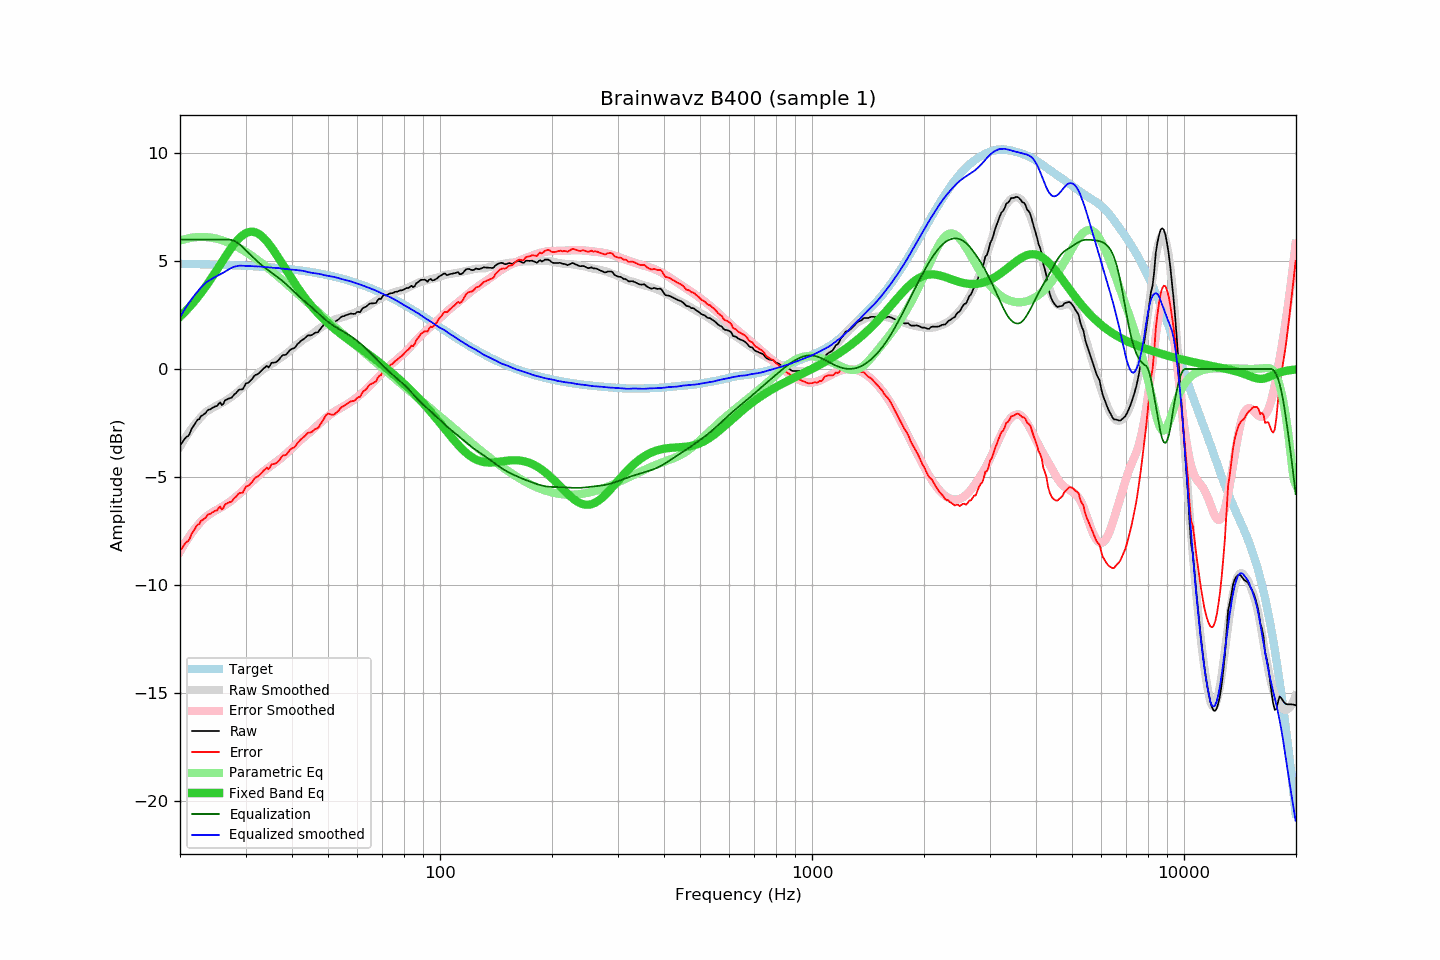 Brainwavz B400 (sample 1)
10
5
0
−5
−10
−15
−20
Amplitude (dBr)
Target
Raw Smoothed
Error Smoothed
Raw
Error
Parametric Eq
Fixed Band Eq
Equalization
Equalized smoothed
100 1000 10000
Frequency (Hz)